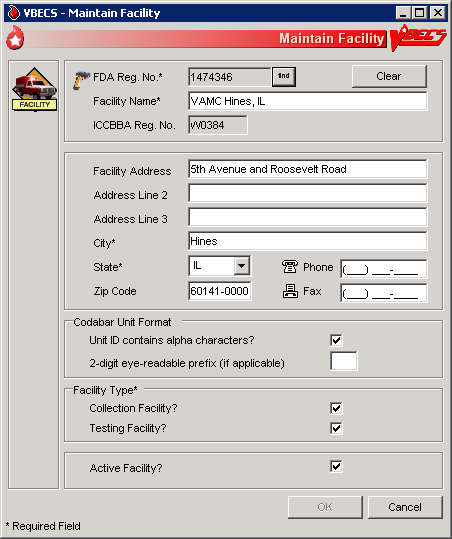 VBECS - Maintain Facility
Maintain Facility VBECS
FACILITY
FDA Reg. No.* 1474346 find Clear
Facility Name* VAMC Hines, IL
ICCBBA Reg. No. W0384
Facility Address 5th Avenue and Roosevelt Road
Address Line 2
Address Line 3
City* Hines
State* IL Phone (___) ___-____
Zip Code 60141-0000 Fax (___) ___-____
Codabar Unit Format
Unit ID contains alpha characters?
2-digit eye-readable prefix (if applicable)
Facility Type*
Collection Facility?
Testing Facility?
Active Facility?
OK Cancel
* Required Field